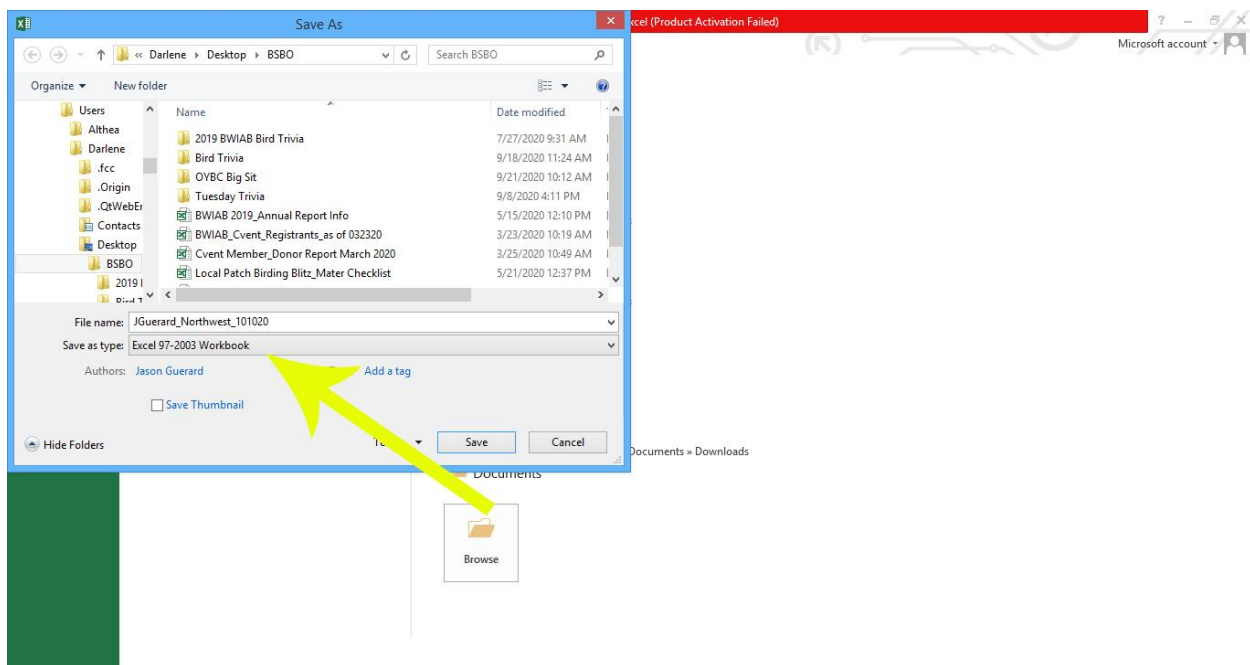 Save As
xcel (Product Activation Failed)
?
Microsoft account
« Darlene Desktop BSBO
Search BSBO
Organize New folder
Users
Althea
Darlene
.fcc
.Origin
.QtWebEr
Contacts
Desktop
BSBO
2019 I
Name Date modified
2019 BWIAB Bird Trivia 7/27/2020 9:31 AM
Bird Trivia 9/18/2020 11:24 AM
OYBC Big Sit 9/21/2020 10:12 AM
Tuesday Trivia 9/8/2020 4:11 PM
BWIAB 2019_Annual Report Info 5/15/2020 12:10 PM
BWIAB_Cvent_Registrants_as of 032320 3/23/2020 10:19 AM
Cvent Member_Donor Report March 2020 3/25/2020 10:49 AM
Local Patch Birding Blitz_Mater Checklist 5/21/2020 12:37 PM
File name: JGuerard_Northwest_101020
Save as type: Excel 97-2003 Workbook
Authors: Jason Guerard Add a tag
Save Thumbnail
Hide Folders Save Cancel
Documents » Downloads
Documents
Browse